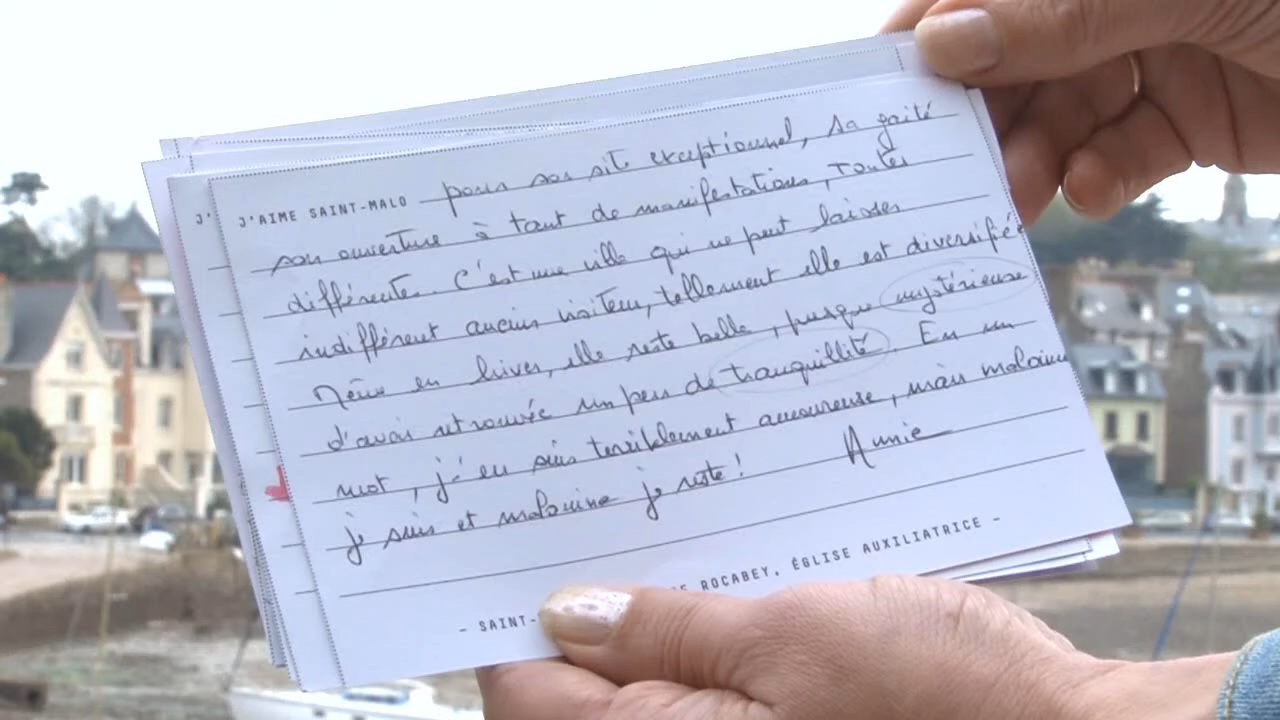 J'
J'AIME SAINT-MALO pour son site exceptionnel, sa gaité
son ouverture à tout de manifestations, toutes
différentes. C'est une ville qui ne peut laisser
indifférent aucun visiteur, tellement elle est diversifiée
Même en hiver, elle reste belle, presque mystérieuse
d'avoir retrouvée un peu de tranquillité. En un
mot, j'en suis terriblement amoureuse, mais malouine
je suis et malouine je reste! Annie
- SAINT- ROCABEY, ÉGLISE AUXILIATRICE -